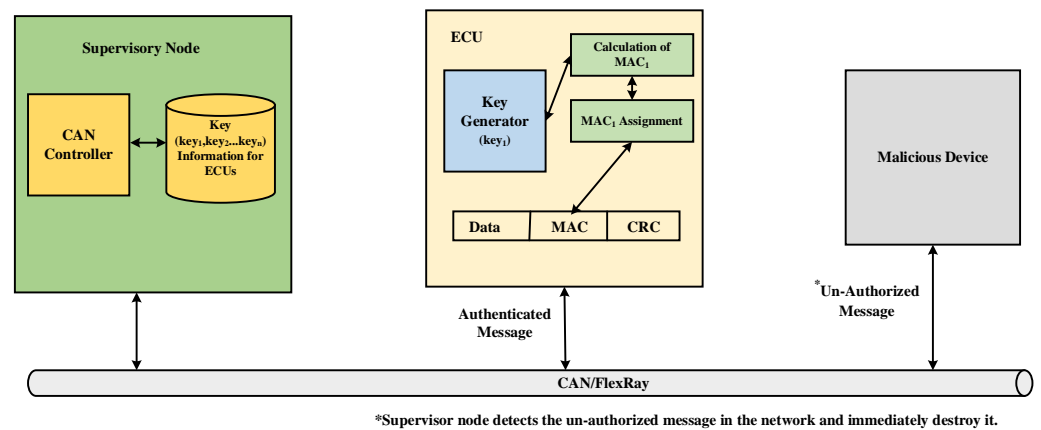 Supervisory Node
CAN
Controller
Key
(key₁,key₂...keyₙ)
Information for
ECUs
ECU
Key
Generator
(key₁)
Calculation of
MAC₁
MAC₁ Assignment
Data
MAC
CRC
Malicious Device
Authenticated
Message
*Un-Authorized
Message
CAN/FlexRay
*Supervisor node detects the un-authorized message in the network and immediately destroy it.